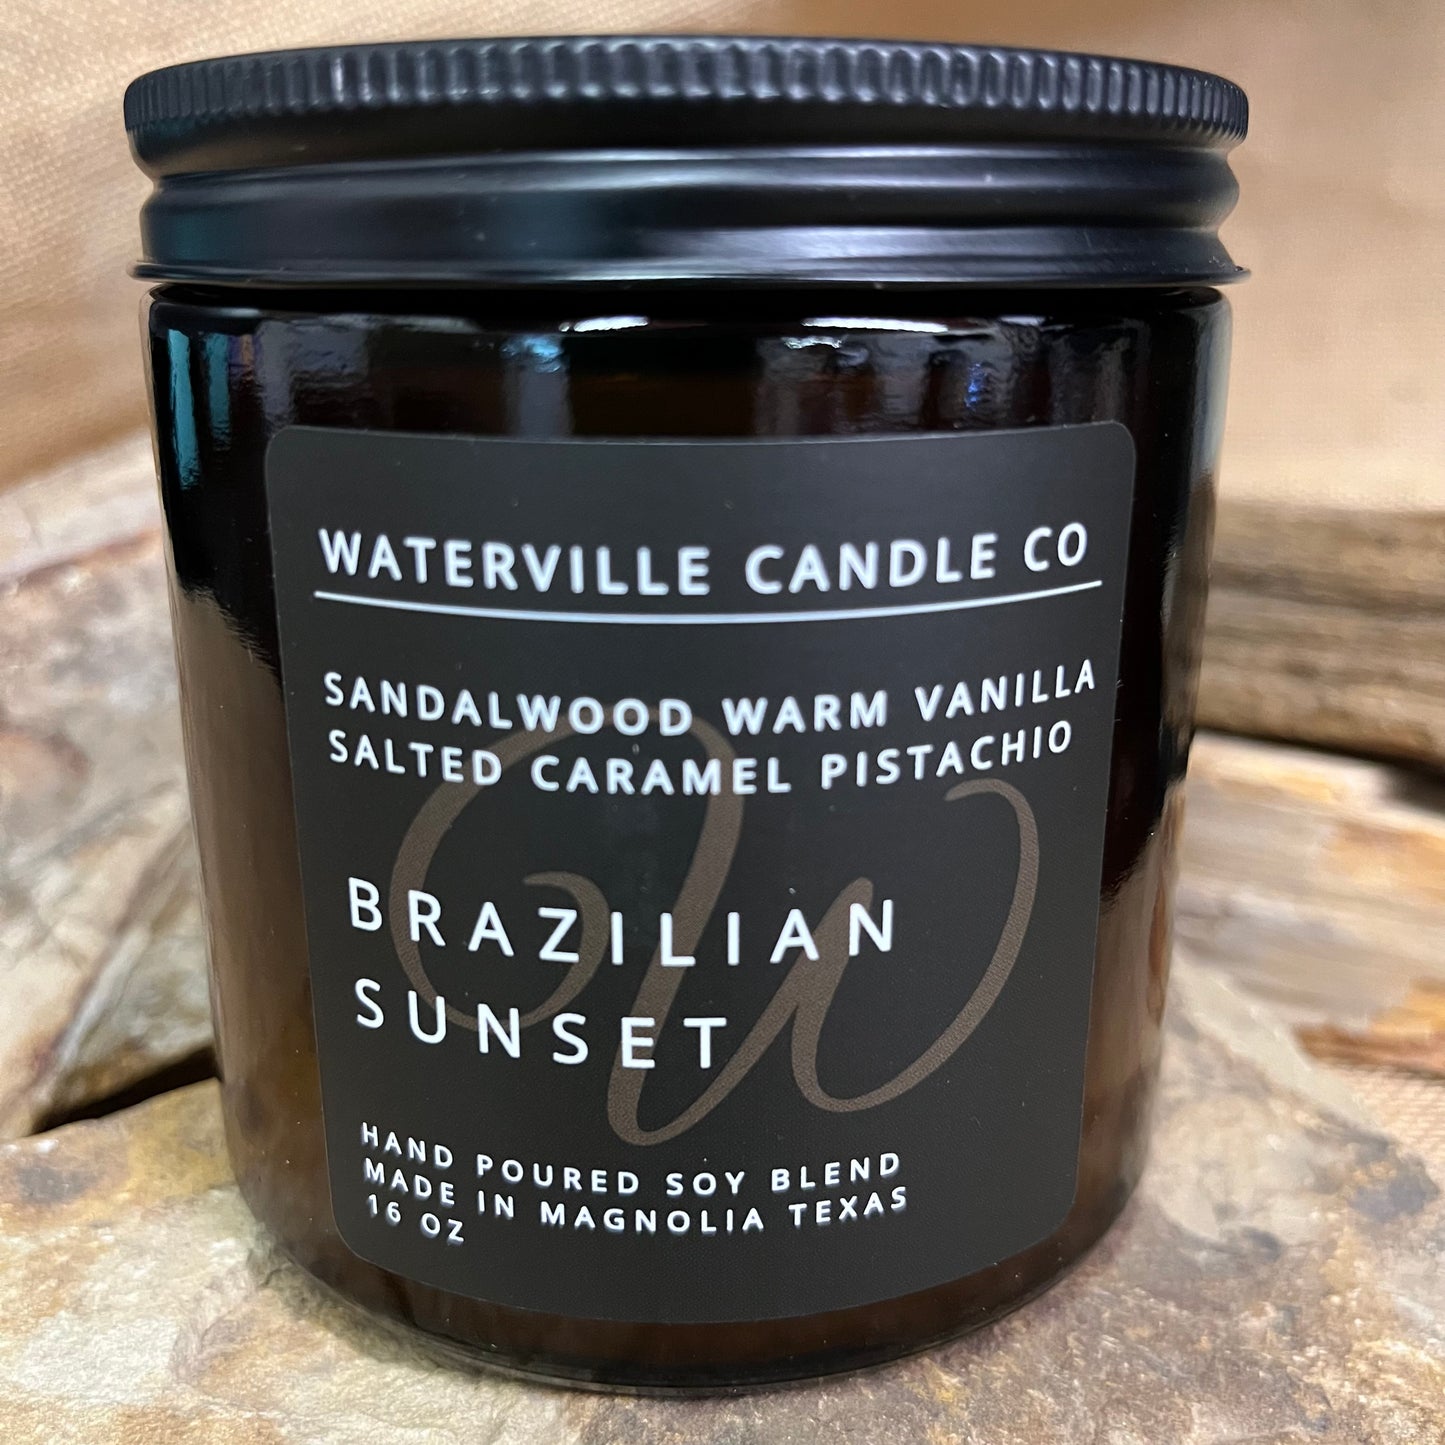 WATERVILLE CANDLE CO
SANDALWOOD WARM VANILLA
SALTED CARAMEL PISTACHIO
W
BRAZILIAN
SUNSET
HAND POURED SOY BLEND
MADE IN MAGNOLIA TEXAS
16 OZ